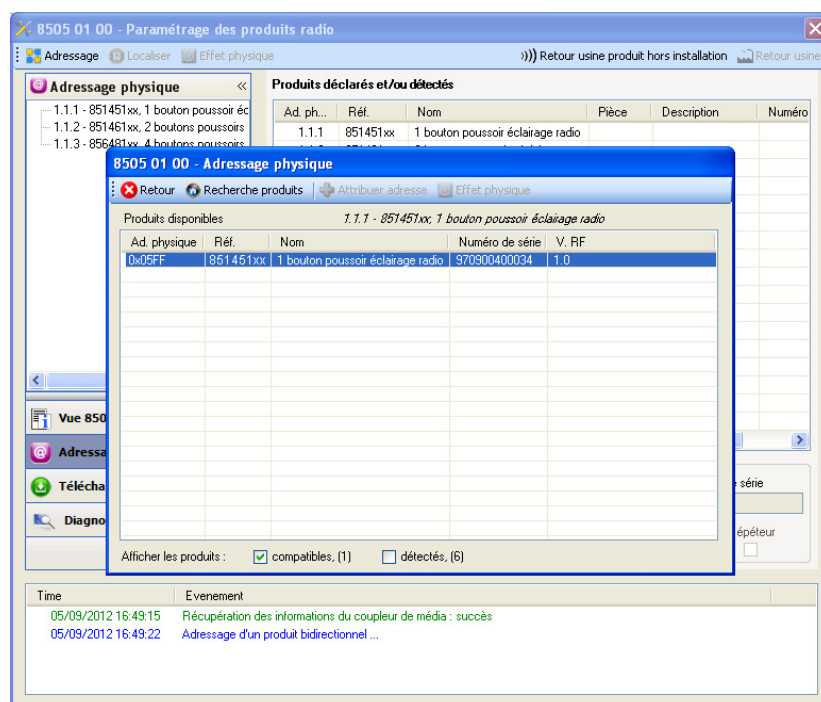 8505 01 00 - Paramétrage des produits radio
Adressage Localiser Effet physique ))) Retour usine produit hors installation Retour usine
Adressage physique «
1.1.1 - 851451xx, 1 bouton poussoir éc
1.1.2 - 851461xx, 2 boutons poussoirs
1.1.3 - 856481xx, 4 boutons poussoirs
Produits déclarés et/ou détectés
Ad. ph... Réf. Nom Pièce Description Numéro
1.1.1 851451xx 1 bouton poussoir éclairage radio
8505 01 00 - Adressage physique
Retour Recherche produits Attribuer adresse Effet physique
Produits disponibles 1.1.1 - 851451xx, 1 bouton poussoir éclairage radio
Ad. physique Réf. Nom Numéro de série V. RF
0x05FF 851451xx 1 bouton poussoir éclairage radio 970900400034 1.0
Afficher les produits : compatibles, (1) détectés, (6)
Vue 850
Adressa
Télécha
Diagno
série
épéteur
Time Evenement
05/09/2012 16:49:15 Récupération des informations du coupleur de média : succès
05/09/2012 16:49:22 Adressage d'un produit bidirectionnel ...